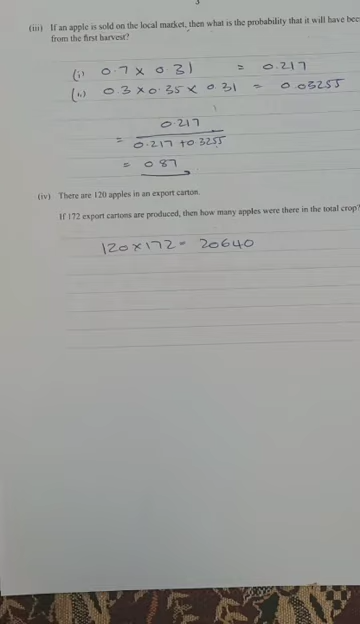 3
(iii) If an apple is sold on the local market, then what is the probability that it will have bee
from the first harvest?
(i) 0.7 × 0.31 = 0.217
(ii) 0.3 × 0.35 × 0.31 = 0.03255
0.217
= 0.217 + 0.3255
= 0.87
(iv) There are 120 apples in an export carton.
If 172 export cartons are produced, then how many apples were there in the total crop?
120 × 172 = 20640